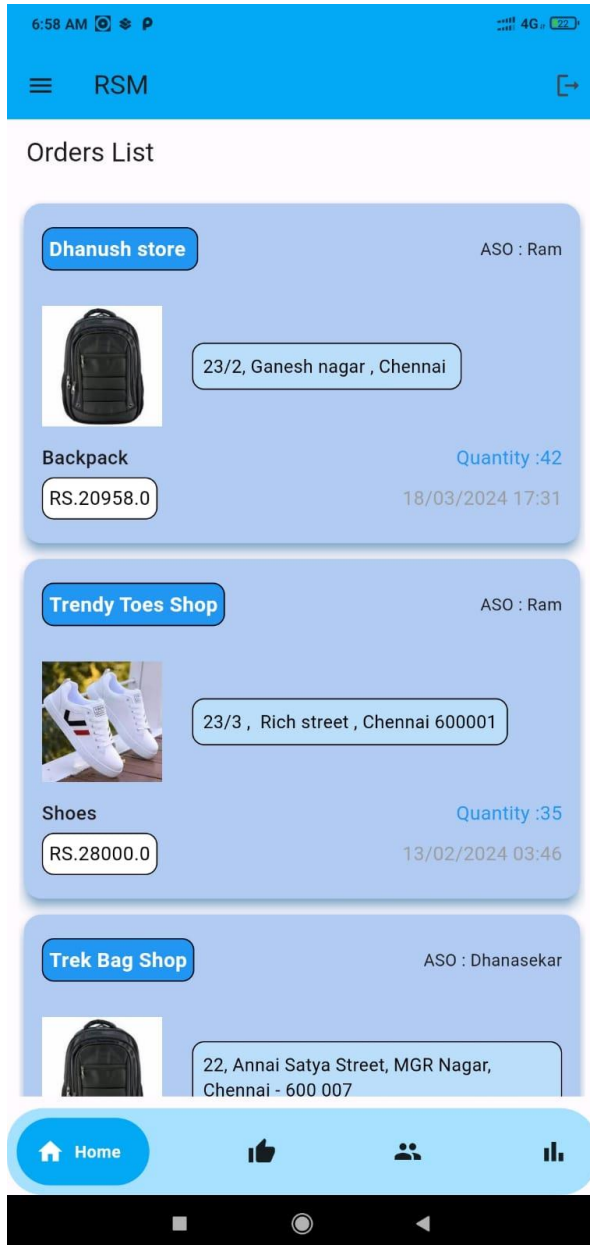 6:58 AM
4G 22
RSM
Orders List
Dhanush store
ASO : Ram
23/2, Ganesh nagar , Chennai
Backpack
Quantity :42
RS.20958.0
18/03/2024 17:31
Trendy Toes Shop
ASO : Ram
23/3 , Rich street , Chennai 600001
Shoes
Quantity :35
RS.28000.0
13/02/2024 03:46
Trek Bag Shop
ASO : Dhanasekar
22, Annai Satya Street, MGR Nagar,
Chennai - 600 007
Home